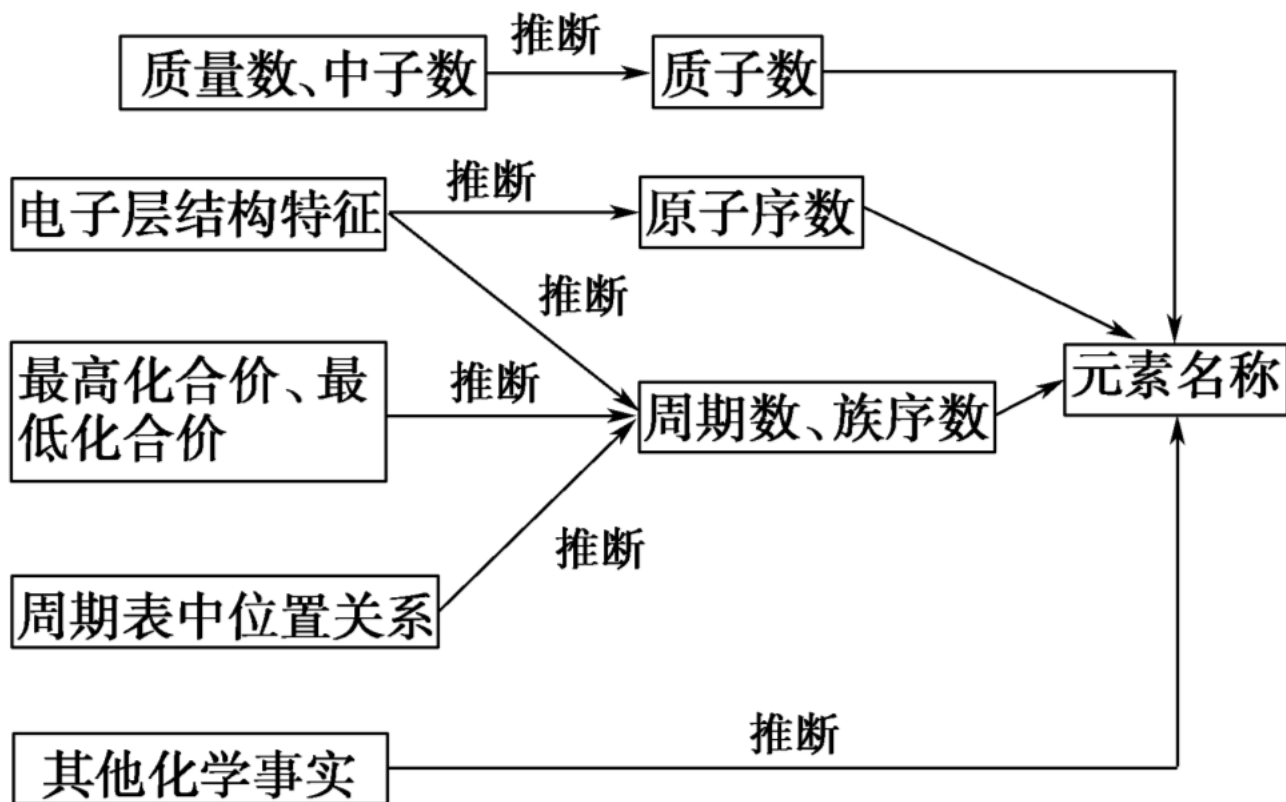 推断
质量数、中子数
质子数
推断
电子层结构特征
原子序数
推断
最高化合价、最
低化合价
推断
周期数、族序数
元素名称
推断
周期表中位置关系
推断
其他化学事实